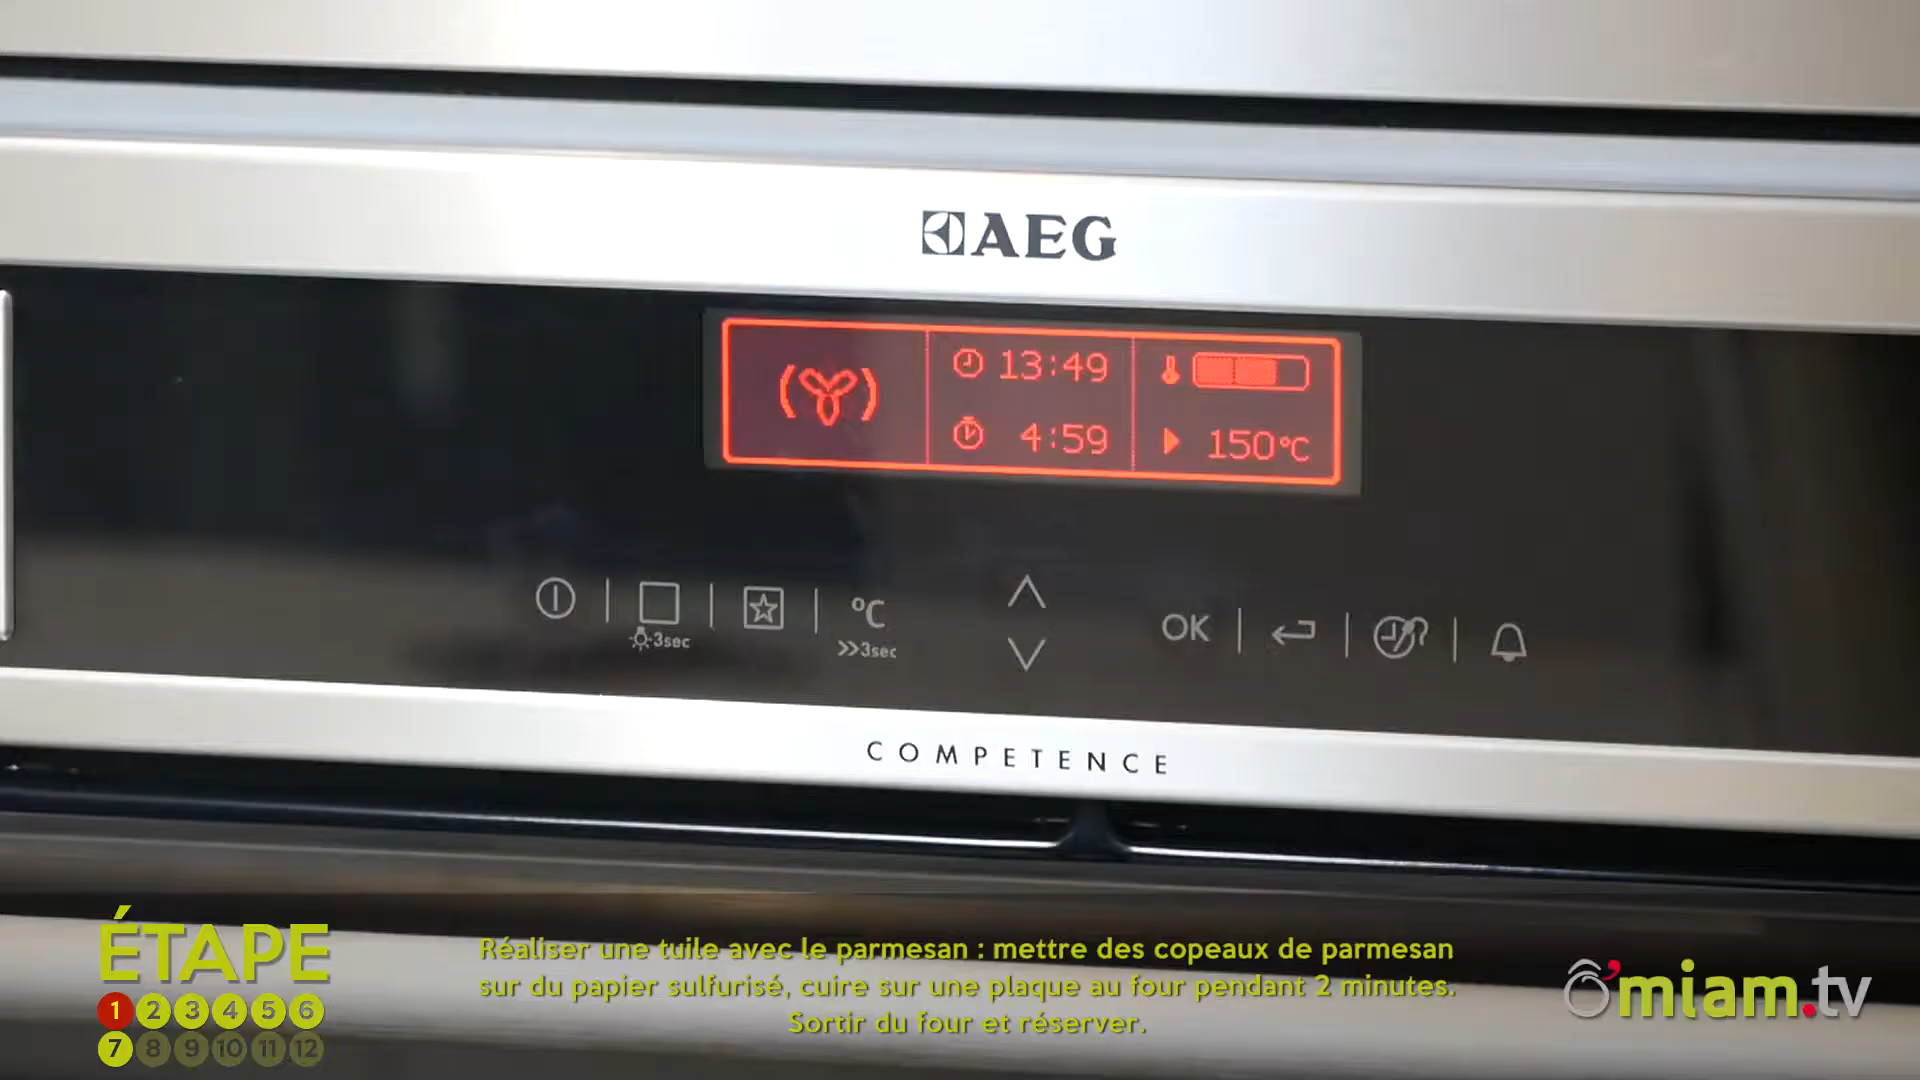 AEG
13:49
4:59
150°C
°C
3sec
»3sec
OK
COMPETENCE
ÉTAPE
1 2 3 4 5 6
7 8 9 10 11 12
Réaliser une tuile avec le parmesan : mettre des copeaux de parmesan
sur du papier sulfurisé, cuire sur une plaque au four pendant 2 minutes.
Sortir du four et réserver.
Ô'miam.tv